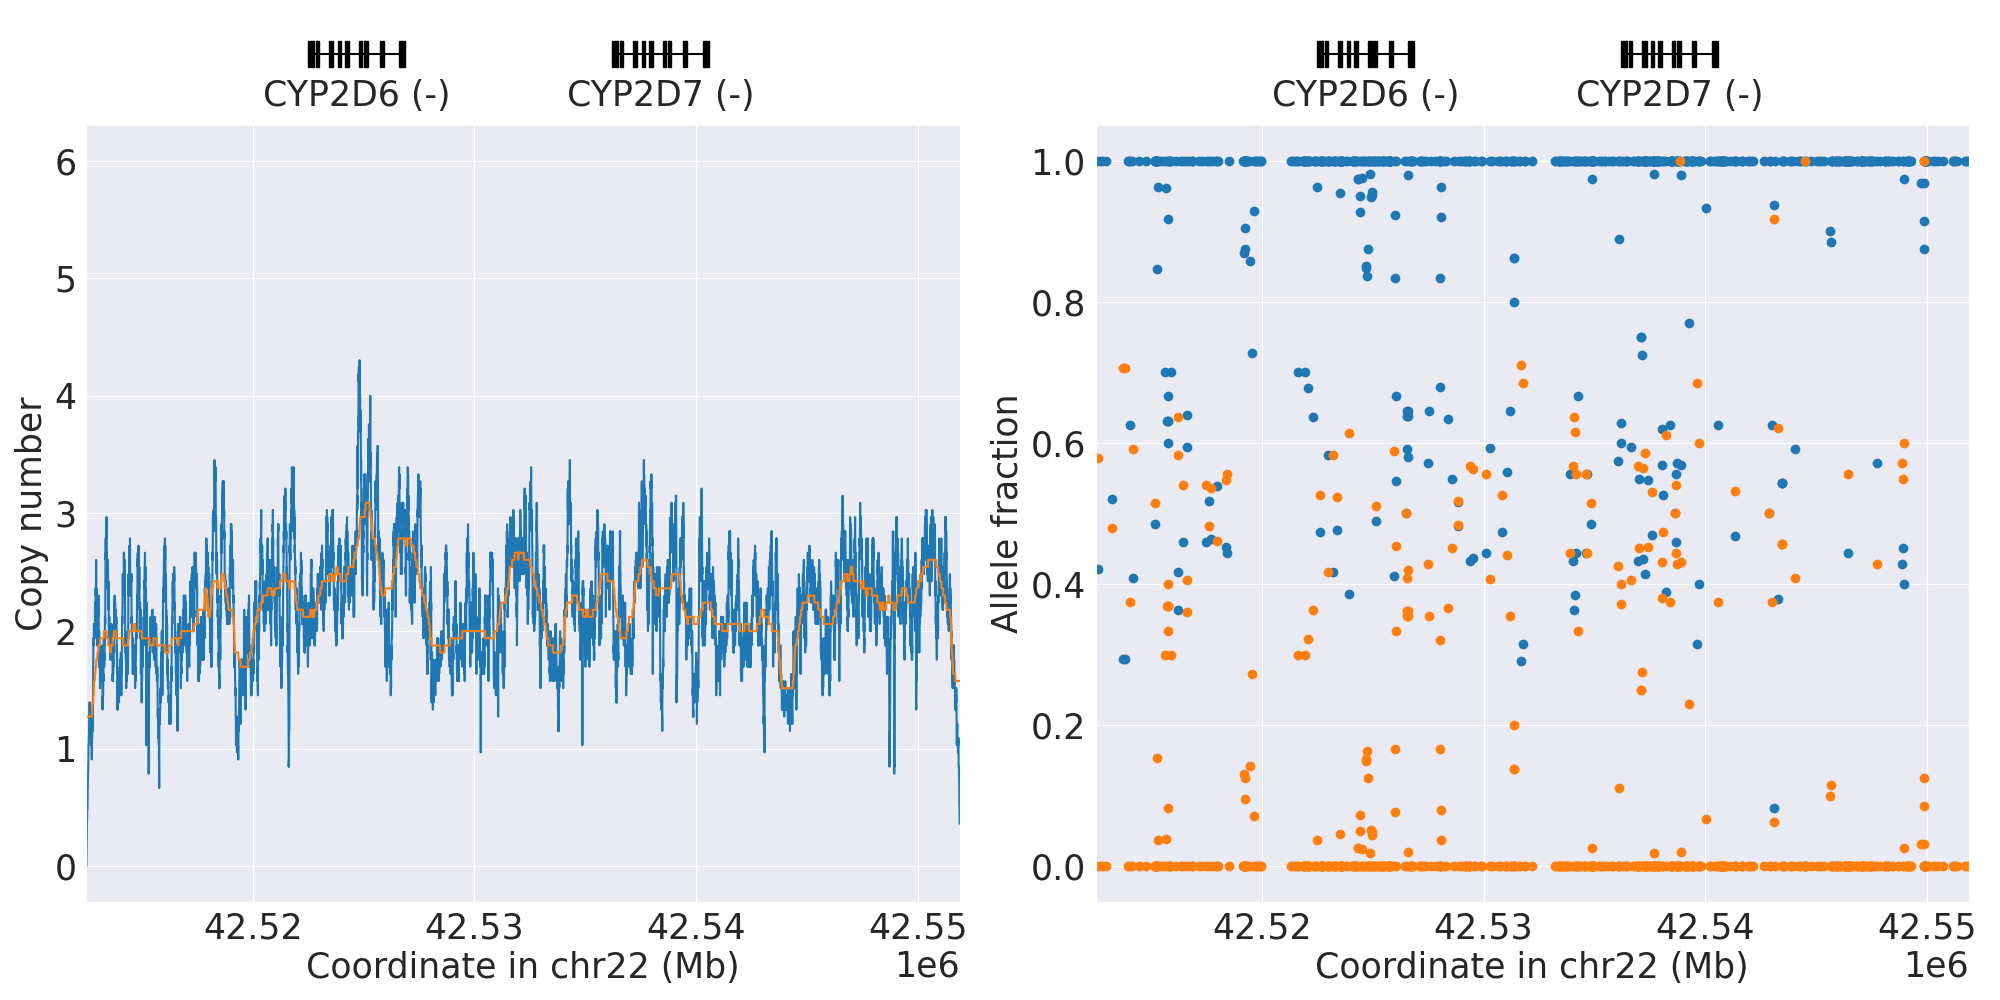 CYP2D6 (-) CYP2D7 (-)
6
5
4
3
2
1
0
Copy number
42.52 42.53 42.54 42.55
Coordinate in chr22 (Mb)
1e6
CYP2D6 (-) CYP2D7 (-)
1.0
0.8
0.6
0.4
0.2
0.0
Allele fraction
42.52 42.53 42.54 42.55
Coordinate in chr22 (Mb)
1e6